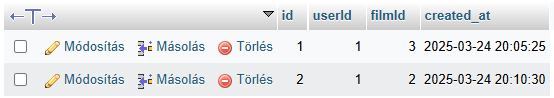 id userId filmId created_at
Módosítás Másolás Törlés 1 1 3 2025-03-24 20:05:25
Módosítás Másolás Törlés 2 1 2 2025-03-24 20:10:30